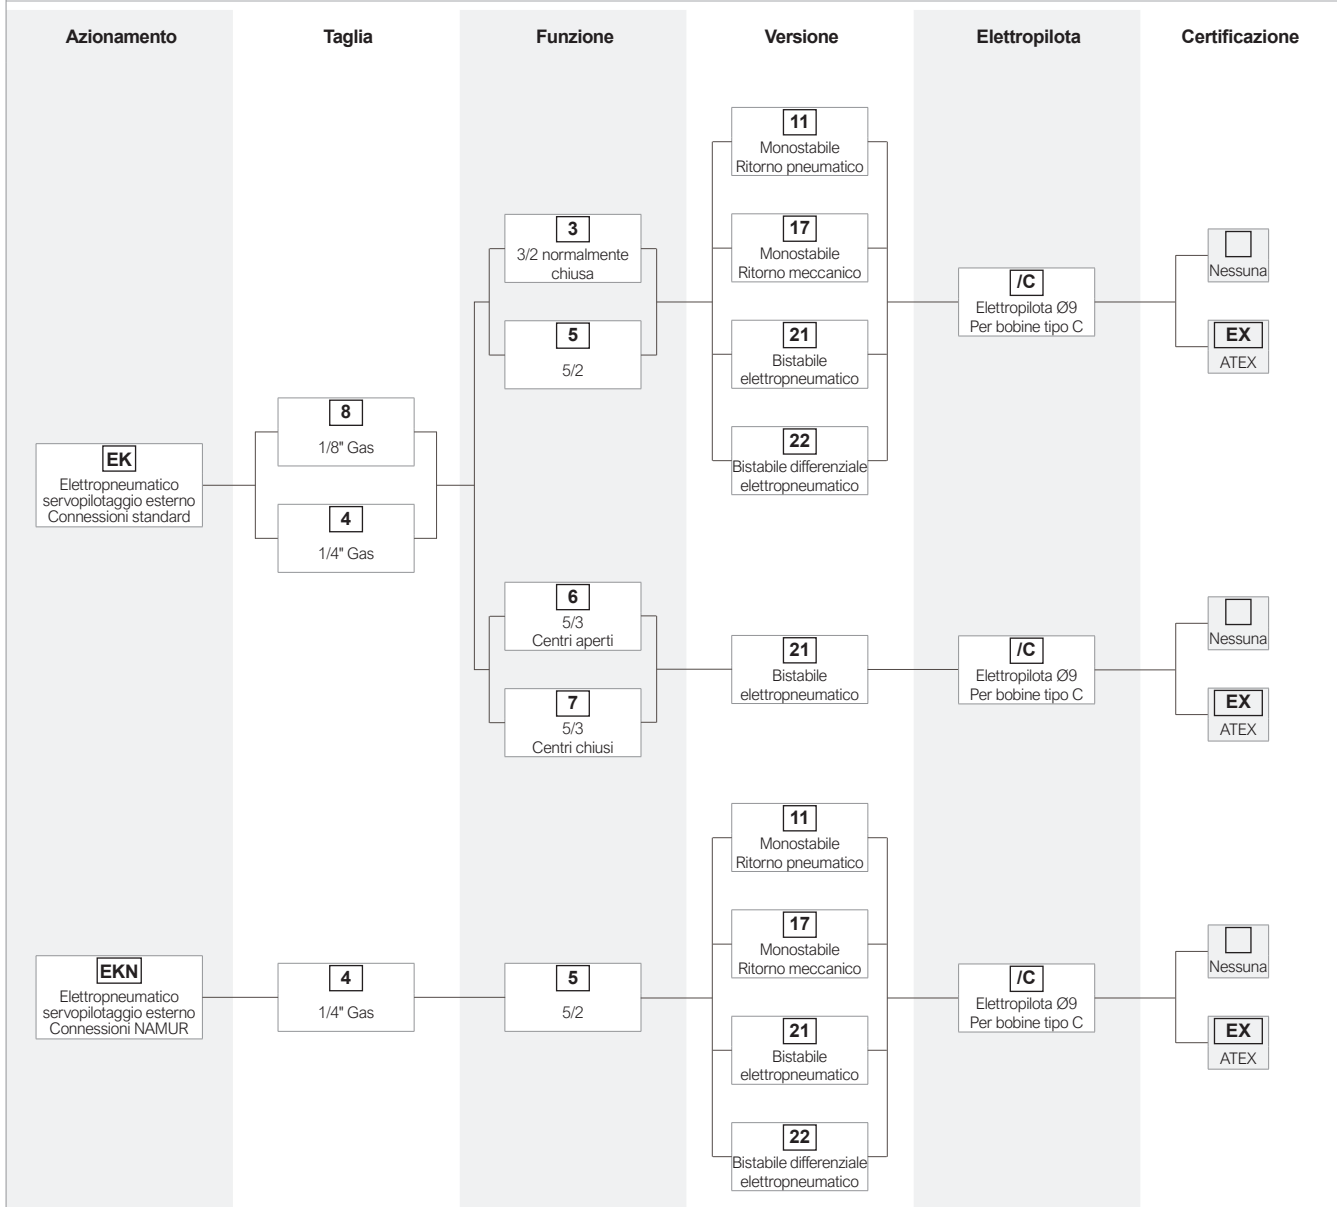 Azionamento Taglia Funzione Versione Elettropilota Certificazione
11
Monostabile
Ritorno pneumatico
3
3/2 normalmente
chiusa
17
Monostabile
Ritorno meccanico
Nessuna
/C
Elettropilota Ø9
Per bobine tipo C
5
5/2
21
Bistabile
elettropneumatico
EX
ATEX
8
1/8" Gas
22
Bistabile differenziale
elettropneumatico
EK
Elettropneumatico
servopilotaggio esterno
Connessioni standard
4
1/4" Gas
6
5/3
Centri aperti
Nessuna
21
Bistabile
elettropneumatico
/C
Elettropilota Ø9
Per bobine tipo C
7
5/3
Centri chiusi
EX
ATEX
11
Monostabile
Ritorno pneumatico
17
Monostabile
Ritorno meccanico
Nessuna
EKN
Elettropneumatico
servopilotaggio esterno
Connessioni NAMUR
4
1/4" Gas
5
5/2
/C
Elettropilota Ø9
Per bobine tipo C
21
Bistabile
elettropneumatico
EX
ATEX
22
Bistabile differenziale
elettropneumatico